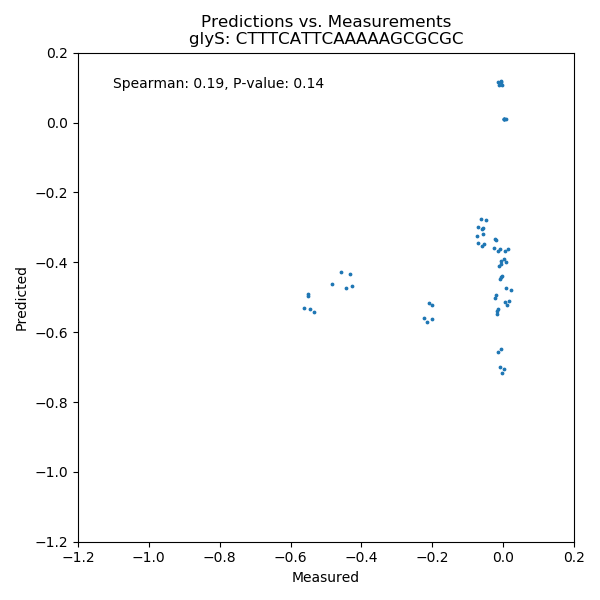 Predictions vs. Measurements
glyS: CTTTCATTCAAAAAGCGCGC
Spearman: 0.19, P-value: 0.14
0.2
0.0
−0.2
−0.4
−0.6
−0.8
−1.0
−1.2
Predicted
−1.2 −1.0 −0.8 −0.6 −0.4 −0.2 0.0 0.2
Measured